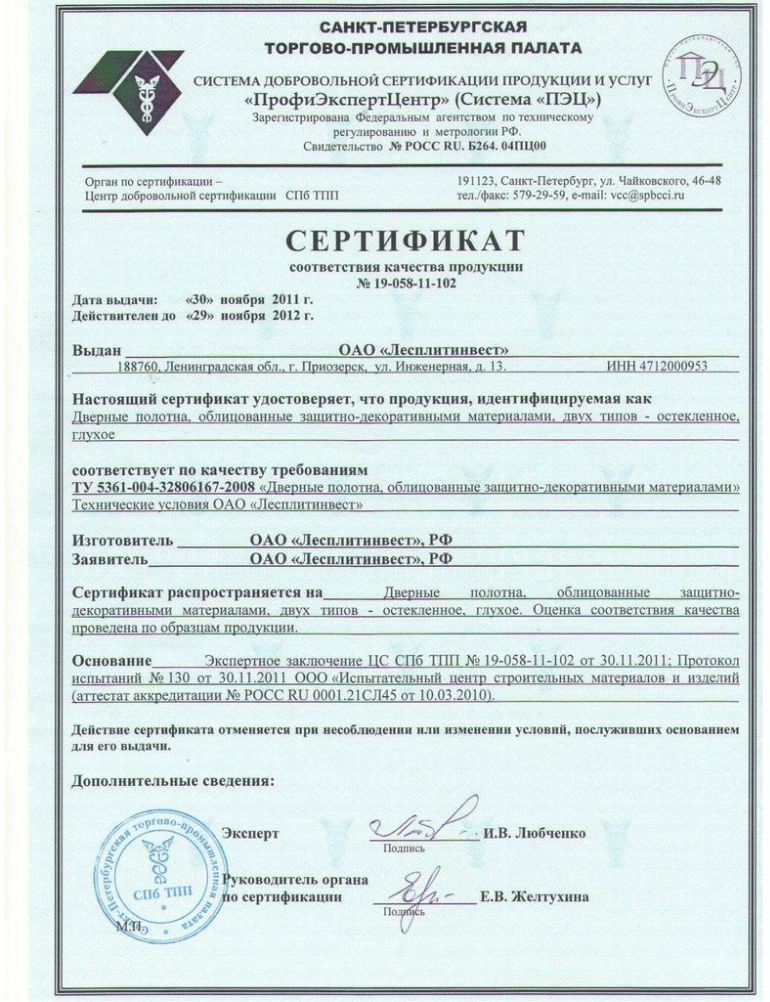 САНКТ-ПЕТЕРБУРГСКАЯ
ТОРГОВО-ПРОМЫШЛЕННАЯ ПАЛАТА
СИСТЕМА ДОБРОВОЛЬНОЙ СЕРТИФИКАЦИИ ПРОДУКЦИИ И УСЛУГ
«ПрофиЭкспертЦентр» (Система «ПЭЦ»)
Зарегистрирована Федеральным агентством по техническому
регулированию и метрологии РФ.
Свидетельство № РОСС RU. Б264. 04ПЦ00
ПЭЦ
ПрофиЭкспертЦентр
Орган по сертификации –
Центр добровольной сертификации СПб ТПП
191123, Санкт-Петербург, ул. Чайковского, 46-48
тел./факс: 579-29-59, e-mail: vcc@spbcci.ru
СЕРТИФИКАТ
соответствия качества продукции
№ 19-058-11-102
Дата выдачи: «30» ноября 2011 г.
Действителен до «29» ноября 2012 г.
Выдан ОАО «Лесплитинвест»
188760, Ленинградская обл., г. Приозерск, ул. Инженерная, д. 13. ИНН 4712000953
Настоящий сертификат удостоверяет, что продукция, идентифицируемая как
Дверные полотна, облицованные защитно-декоративными материалами, двух типов - остекленное,
глухое
соответствует по качеству требованиям
ТУ 5361-004-32806167-2008 «Дверные полотна, облицованные защитно-декоративными материалами»
Технические условия ОАО «Лесплитинвест»
Изготовитель ОАО «Лесплитинвест», РФ
Заявитель ОАО «Лесплитинвест», РФ
Сертификат распространяется на Дверные полотна, облицованные защитно-
декоративными материалами, двух типов - остекленное, глухое. Оценка соответствия качества
проведена по образцам продукции.
Основание Экспертное заключение ЦС СПб ТПП № 19-058-11-102 от 30.11.2011; Протокол
испытаний № 130 от 30.11.2011 ООО «Испытательный центр строительных материалов и изделий
(аттестат аккредитации № РОСС RU 0001.21СЛ45 от 10.03.2010).
Действие сертификата отменяется при несоблюдении или изменении условий, послуживших основанием
для его выдачи.
Дополнительные сведения:
Эксперт И.В. Любченко
Подпись
Руководитель органа
по сертификации Е.В. Желтухина
Подпись
М.П.
Санкт-Петербургская торгово-промышленная палата
СПб ТПП